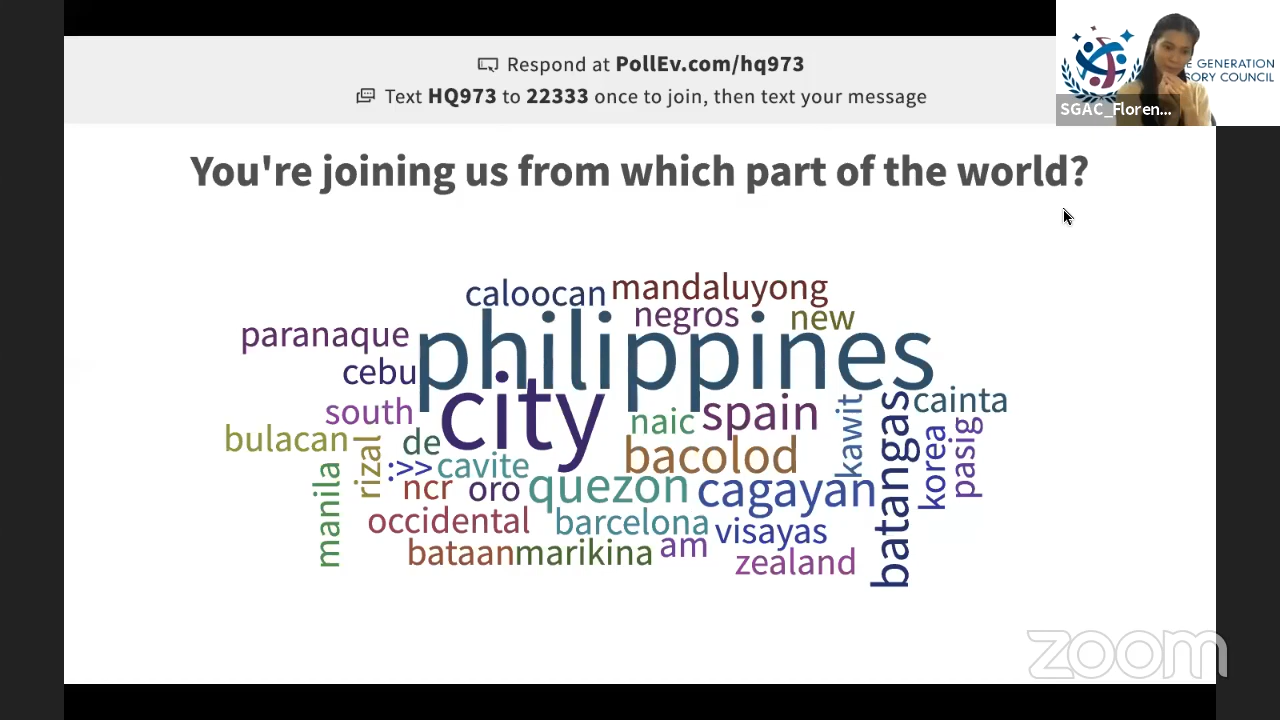 Respond at PollEv.com/hq973
Text HQ973 to 22333 once to join, then text your message
E GENERATION
SORY COUNCIL
SGAC_Floren...
You're joining us from which part of the world?
caloocan
mandaluyong
negros
new
paranaque
philippines
cebu
south
city
naic
spain
kawit
batangas
cainta
bulacan
rizal
de
:>>
cavite
bacolod
korea
pasig
manila
ncr
oro
quezon
cagayan
occidental
barcelona
visayas
bataan
marikina
am
zealand
zoom